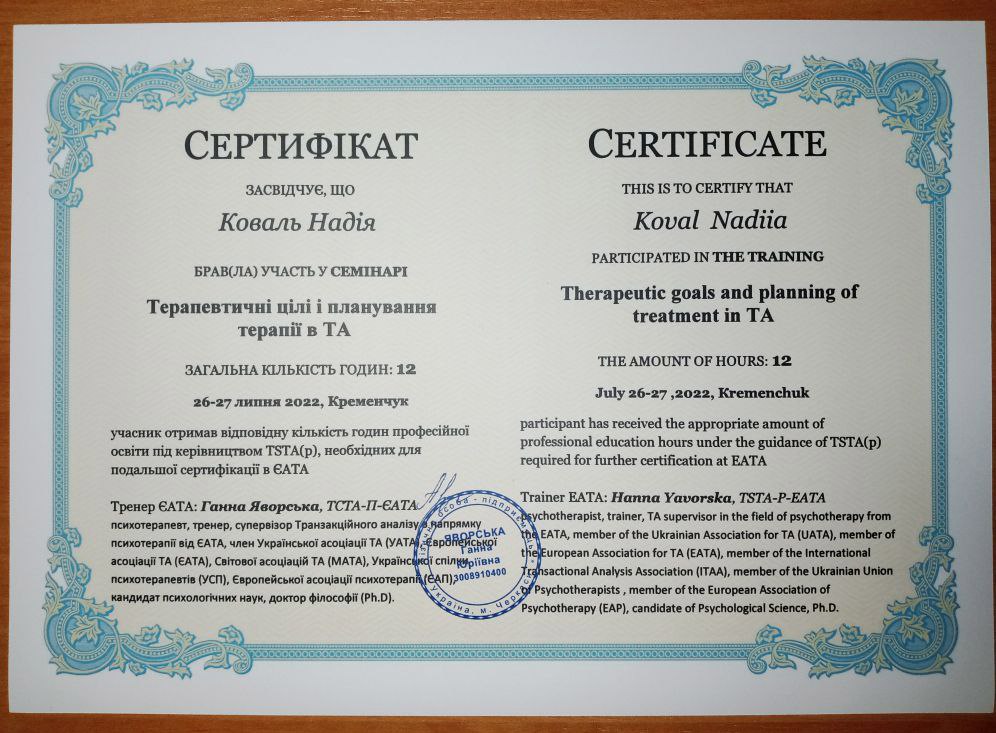 СЕРТИФІКАТ
ЗАСВІДЧУЄ, ЩО
Коваль Надія
БРАВ(ЛА) УЧАСТЬ У СЕМІНАРІ
Терапевтичні цілі і планування
терапії в ТА
ЗАГАЛЬНА КІЛЬКІСТЬ ГОДИН: 12
26-27 липня 2022, Кременчук
учасник отримав відповідну кількість годин професійної
освіти під керівництвом TSTA(p), необхідних для
подальшої сертифікації в ЄАТА
Тренер ЄАТА: Ганна Яворська, ТСТА-П-ЄАТА
психотерапевт, тренер, супервізор Транзакційного аналізу в напрямку
психотерапії від ЄАТА, член Української асоціації ТА (УАТА), Європейської
асоціації ТА (ЄАТА), Світової асоціацій ТА (МАТА), Української спілки
психотерапевтів (УСП), Європейської асоціації психотерапії (ЄАП),
кандидат психологічних наук, доктор філософії (Ph.D).
CERTIFICATE
THIS IS TO CERTIFY THAT
Koval Nadiia
PARTICIPATED IN THE TRAINING
Therapeutic goals and planning of
treatment in TA
THE AMOUNT OF HOURS: 12
July 26-27 ,2022, Kremenchuk
participant has received the appropriate amount of
professional education hours under the guidance of TSTA(p)
required for further certification at EATA
Trainer EATA: Hanna Yavorska, TSTA-P-EATA
psychotherapist, trainer, TA supervisor in the field of psychotherapy from
the EATA, member of the Ukrainian Association for TA (UATA), member of
the European Association for TA (EATA), member of the International
Transactional Analysis Association (ITAA), member of the Ukrainian Union
of Psychotherapists , member of the European Association of
Psychotherapy (EAP), candidate of Psychological Science, Ph.D.
Фізична особа - підприємець
ЯВОРСЬКА
Ганна
Юріївна
3008910400
Україна, м. Черкаси